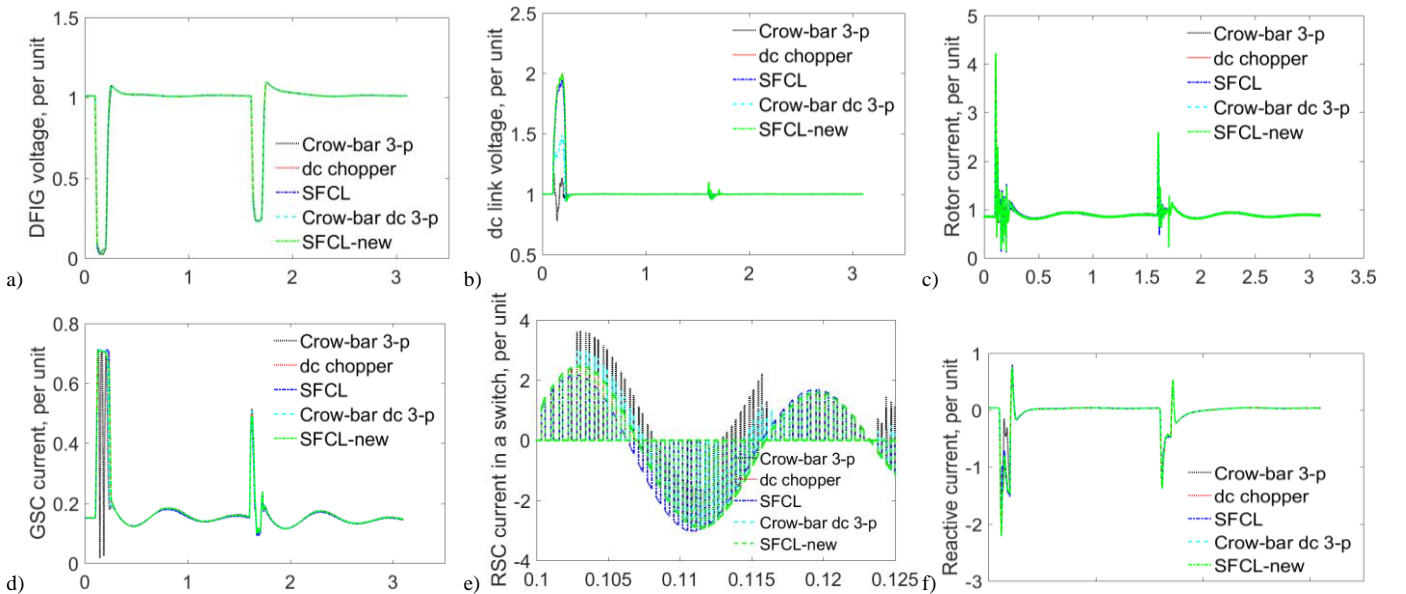 a)
DFIG voltage, per unit
1.5
1
0.5
0
0 1 2 3
Crow-bar 3-p
dc chopper
SFCL
Crow-bar dc 3-p
SFCL-new
b)
dc link voltage, per unit
2.5
2
1.5
1
0.5
0 1 2 3
Crow-bar 3-p
dc chopper
SFCL
Crow-bar dc 3-p
SFCL-new
c)
Rotor current, per unit
5
4
3
2
1
0
0 0.5 1 1.5 2 2.5 3 3.5
Crow-bar 3-p
dc chopper
SFCL
Crow-bar dc 3-p
SFCL-new
d)
GSC current, per unit
0.8
0.6
0.4
0.2
0
0 1 2 3
Crow-bar 3-p
dc chopper
SFCL
Crow-bar dc 3-p
SFCL-new
e)
RSC current in a switch, per unit
6
4
2
0
-2
-4
0.1 0.105 0.11 0.115 0.12 0.125
Crow-bar 3-p
dc chopper
SFCL
Crow-bar dc 3-p
SFCL-new
f)
Reactive current, per unit
1
0
-1
-2
-3
Crow-bar 3-p
dc chopper
SFCL
Crow-bar dc 3-p
SFCL-new